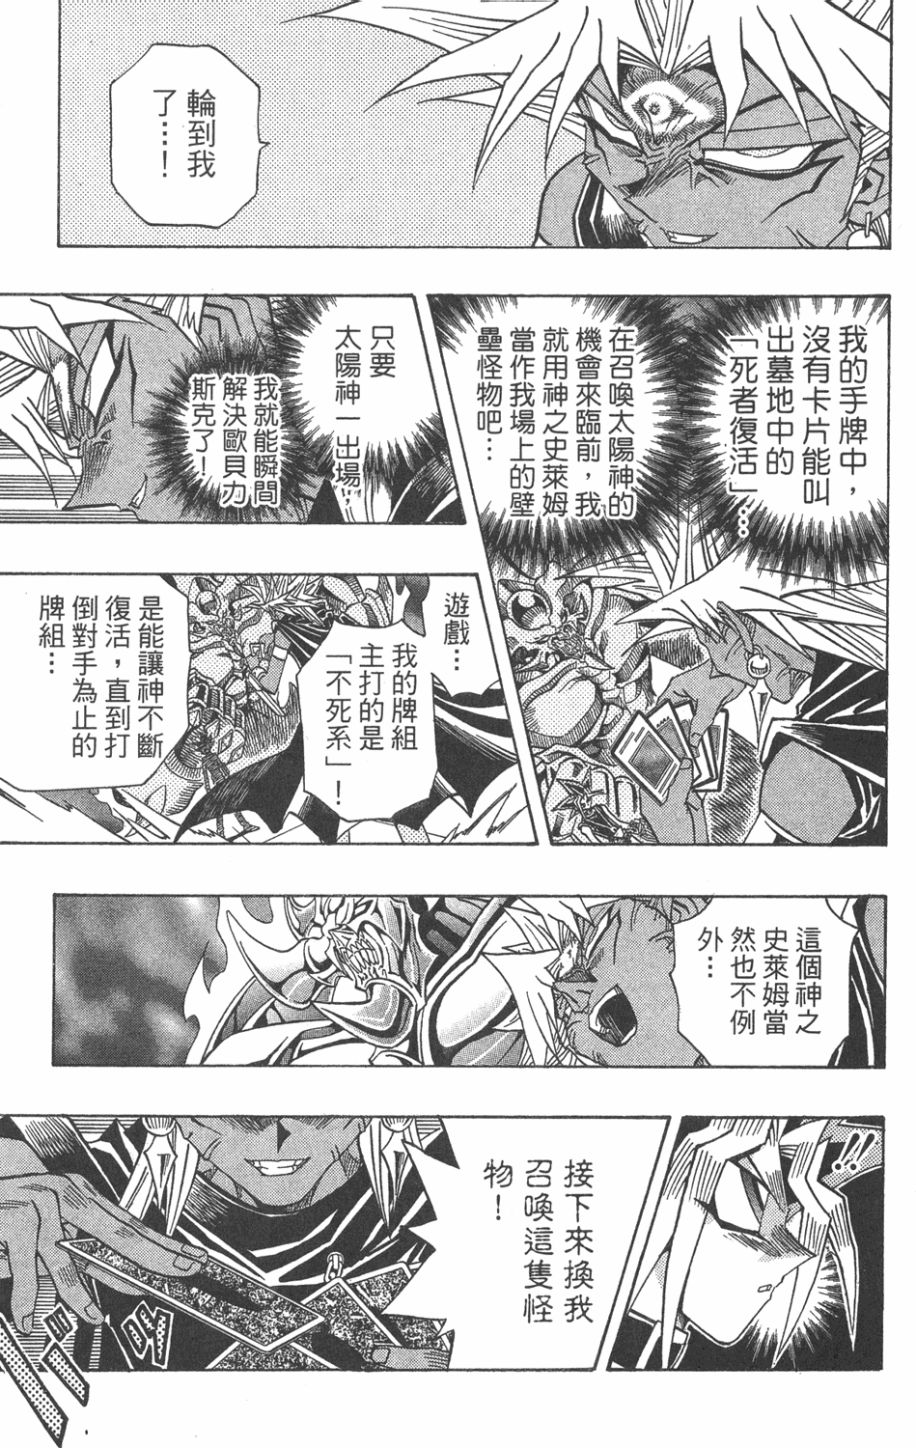 輪到我
了…！
我的手牌中，
沒有卡片能叫
出墓地中的
「死者復活」…
在召喚太陽神的
機會來臨前，我
就用神之史萊姆
當作我場上的壁
壘怪物吧…
只要
太陽神一出場，
我就能瞬間
解決歐貝力
斯克了！
遊戲…
我的牌組
主打的是
「不死系」！
是能讓神不斷
復活，直到打
倒對手為止的
牌組…
這個神之
史萊姆當
然也不例
外…
!!
接下來換我
召喚這隻怪
物！